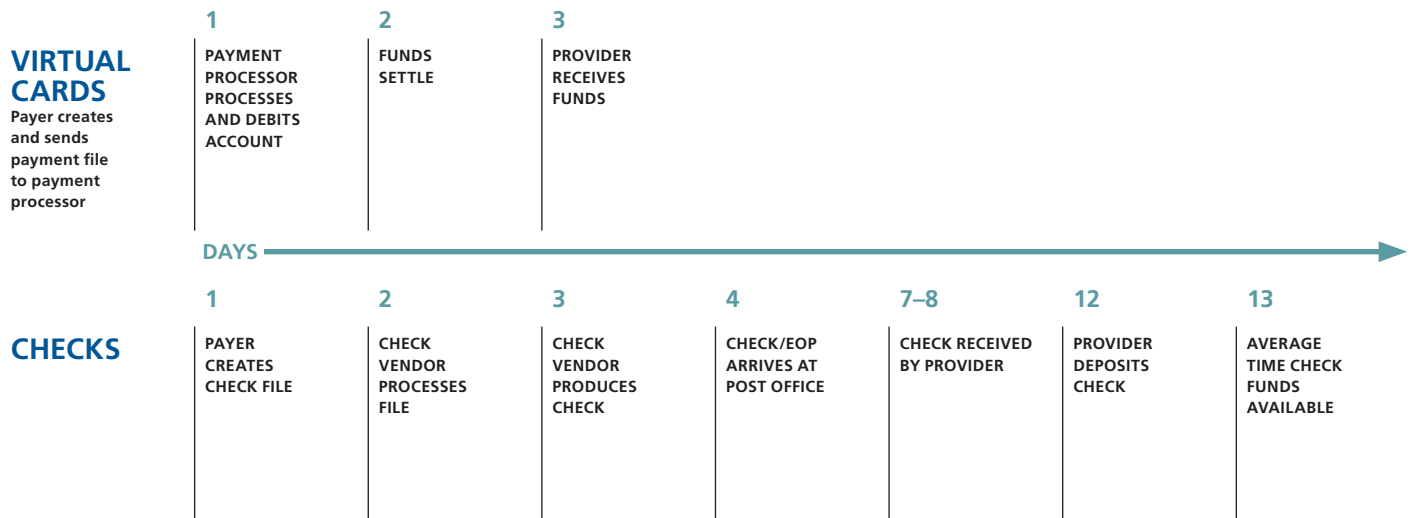 1
2
3
VIRTUAL
CARDS
Payer creates
and sends
payment file
to payment
processor
PAYMENT
PROCESSOR
PROCESSES
AND DEBITS
ACCOUNT
FUNDS
SETTLE
PROVIDER
RECEIVES
FUNDS
DAYS
1
2
3
4
7–8
12
13
CHECKS
PAYER
CREATES
CHECK FILE
CHECK
VENDOR
PROCESSES
FILE
CHECK
VENDOR
PRODUCES
CHECK
CHECK/EOP
ARRIVES AT
POST OFFICE
CHECK RECEIVED
BY PROVIDER
PROVIDER
DEPOSITS
CHECK
AVERAGE
TIME CHECK
FUNDS
AVAILABLE